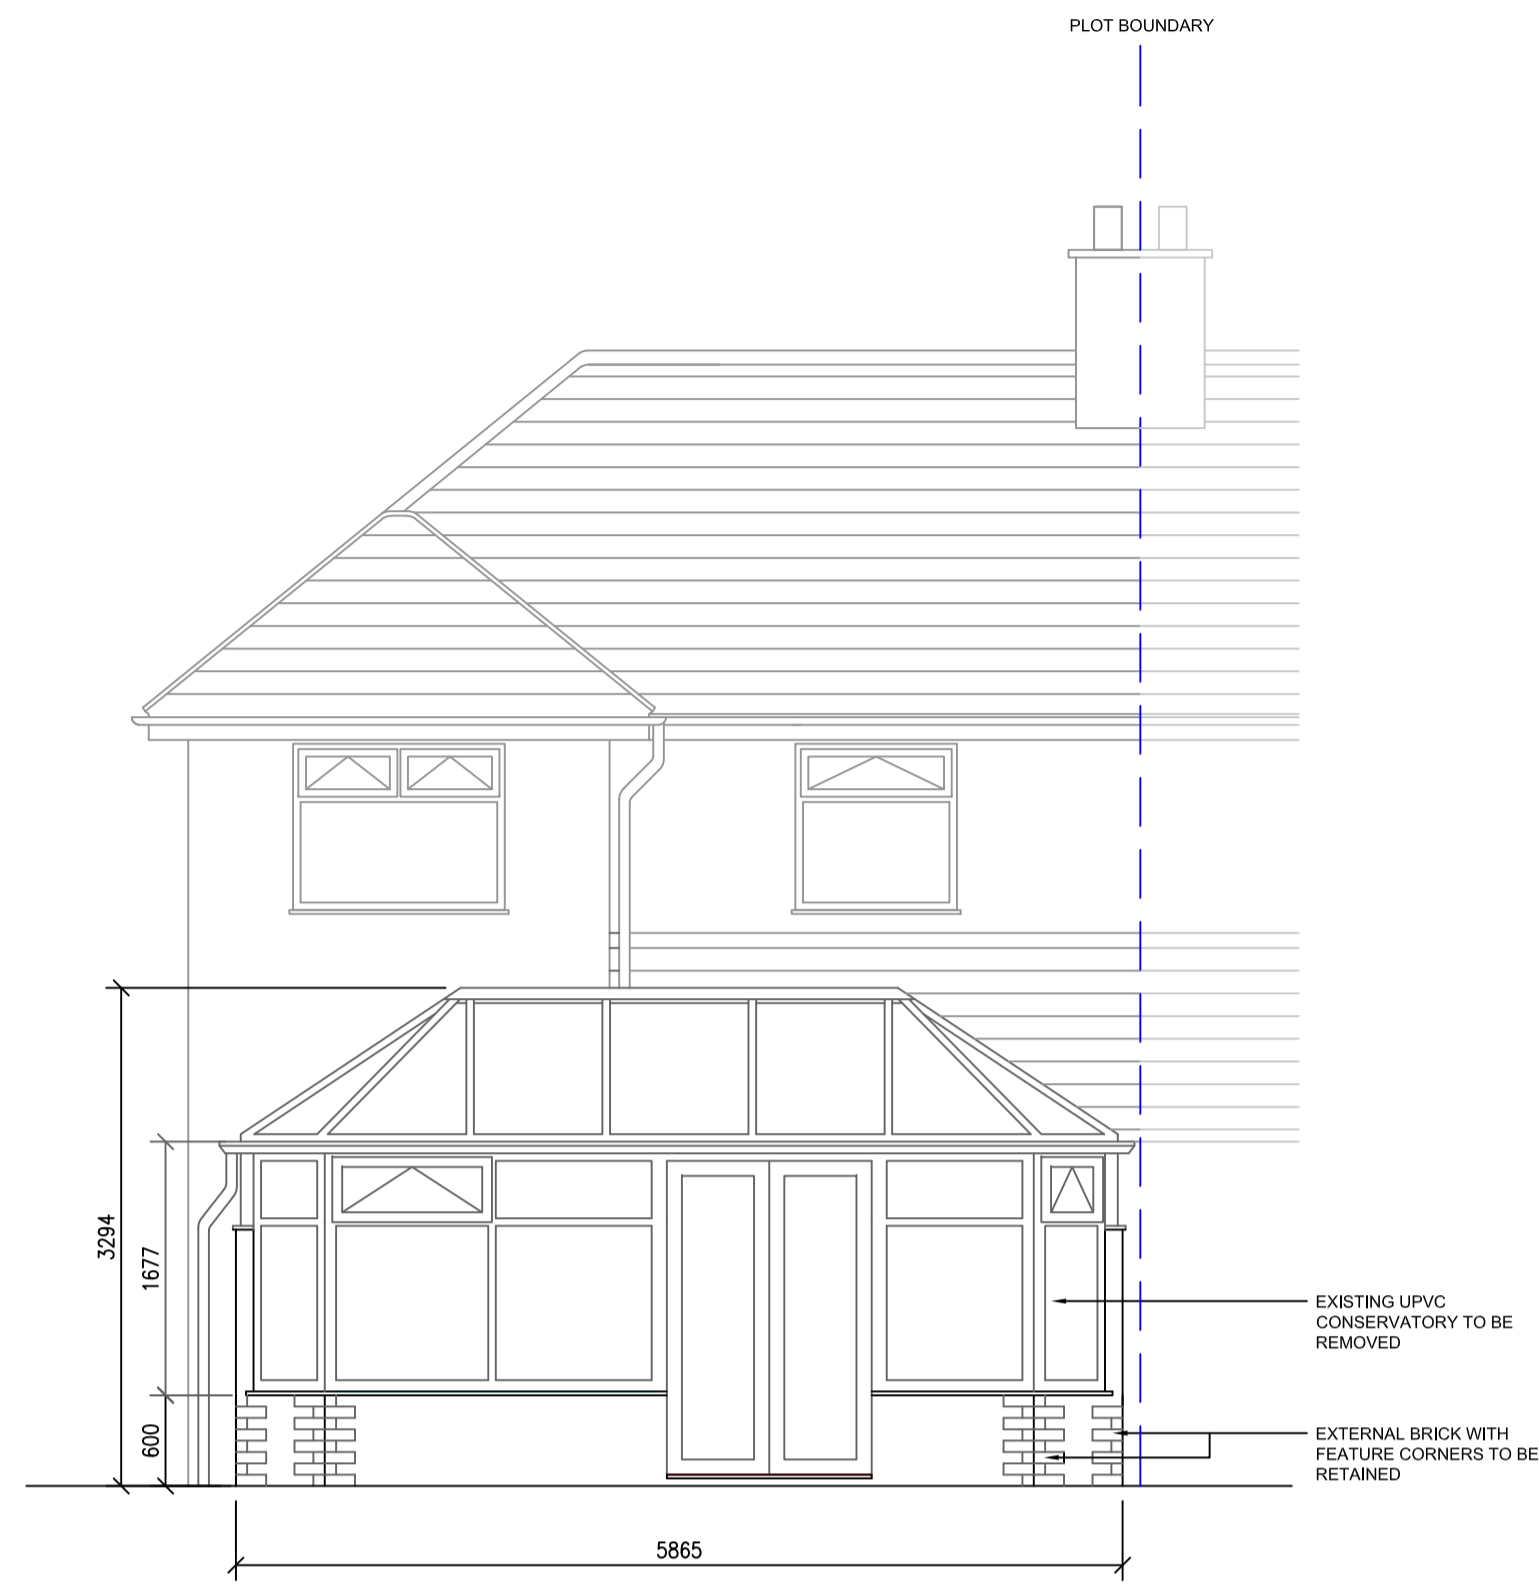 PLOT BOUNDARY
3294
1677
600
5865
EXISTING UPVC
CONSERVATORY TO BE
REMOVED
EXTERNAL BRICK WITH
FEATURE CORNERS TO BE
RETAINED